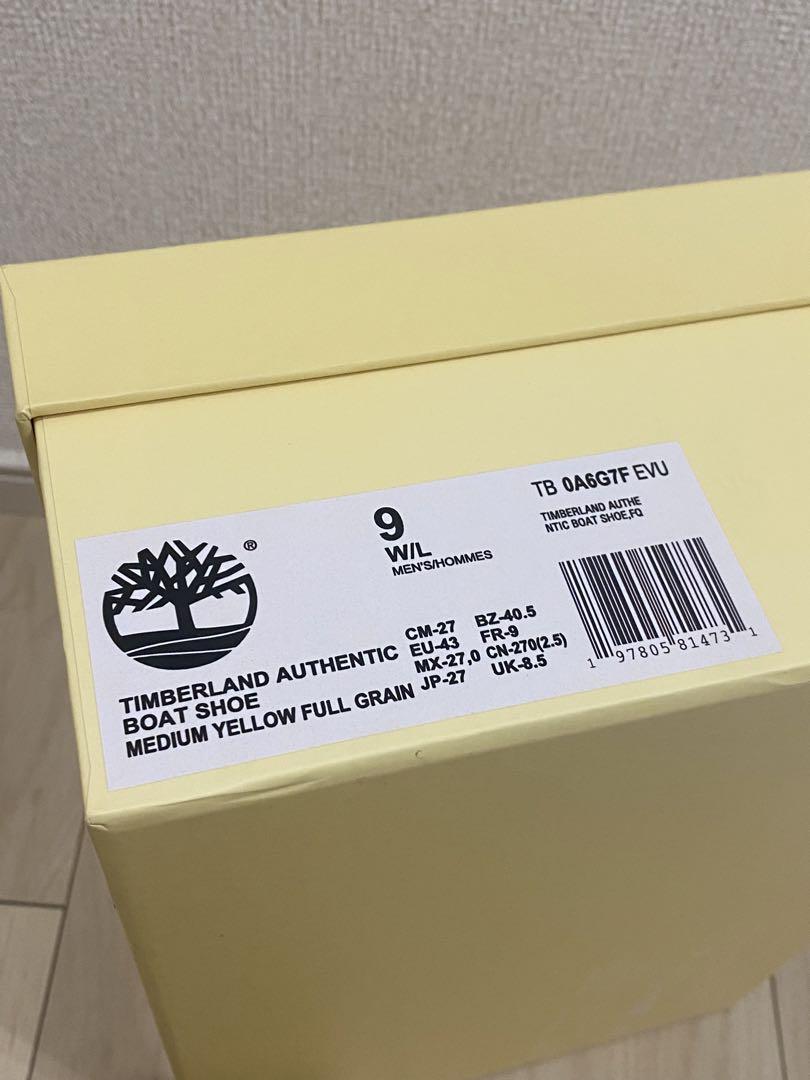 TB 0A6G7F EVU
TIMBERLAND AUTHE
NTIC BOAT SHOE,FQ
9
W/L
MEN'S/HOMMES
®
CM-27 BZ-40.5
EU-43 FR-9
MX-27,0 CN-270(2.5)
JP-27 UK-8.5
TIMBERLAND AUTHENTIC
BOAT SHOE
MEDIUM YELLOW FULL GRAIN
1 97805 81473 1